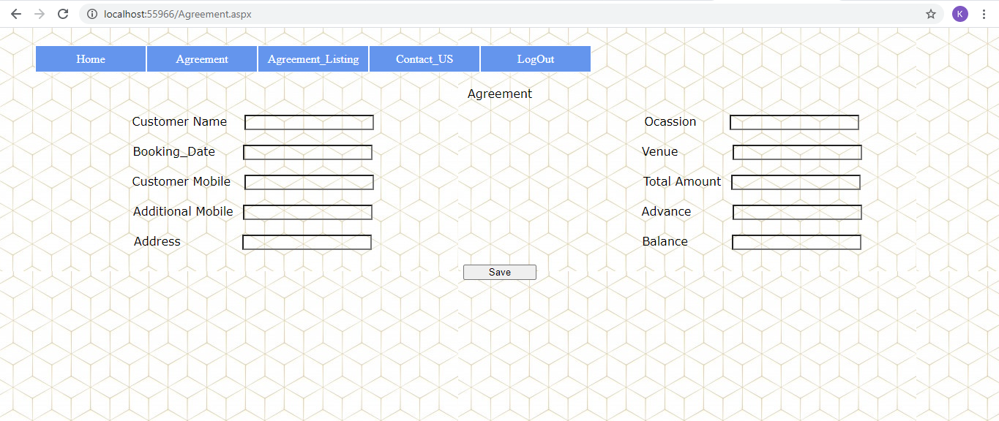 localhost:55966/Agreement.aspx
K
Home Agreement Agreement_Listing Contact_US LogOut
Agreement
Customer Name Ocassion
Booking_Date Venue
Customer Mobile Total Amount
Additional Mobile Advance
Address Balance
Save